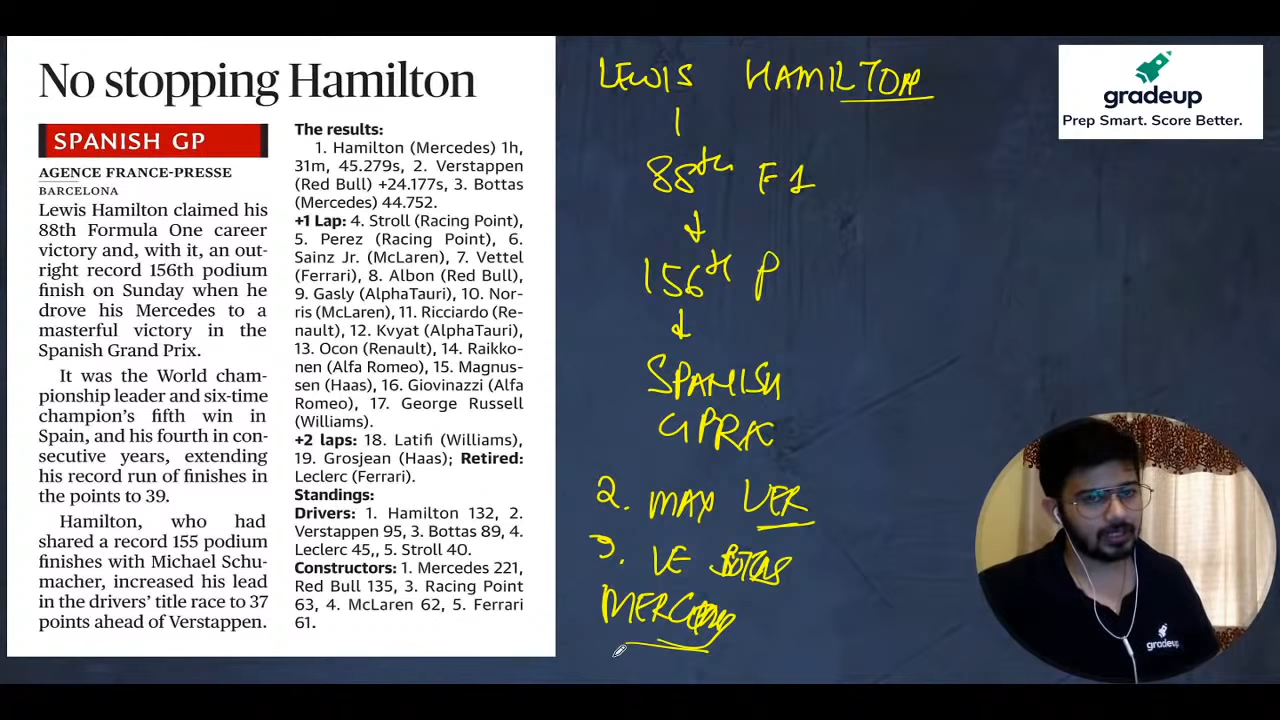 No stopping Hamilton
SPANISH GP
AGENCE FRANCE-PRESSE
BARCELONA
Lewis Hamilton claimed his
88th Formula One career
victory and, with it, an out-
right record 156th podium
finish on Sunday when he
drove his Mercedes to a
masterful victory in the
Spanish Grand Prix.
It was the World cham-
pionship leader and six-time
champion's fifth win in
Spain, and his fourth in con-
secutive years, extending
his record run of finishes in
the points to 39.
Hamilton, who had
shared a record 155 podium
finishes with Michael Schu-
macher, increased his lead
in the drivers' title race to 37
points ahead of Verstappen.
The results:
1. Hamilton (Mercedes) 1h,
31m, 45.279s, 2. Verstappen
(Red Bull) +24.177s, 3. Bottas
(Mercedes) 44.752.
+1 Lap: 4. Stroll (Racing Point),
5. Perez (Racing Point), 6.
Sainz Jr. (McLaren), 7. Vettel
(Ferrari), 8. Albon (Red Bull),
9. Gasly (AlphaTauri), 10. Nor-
ris (McLaren), 11. Ricciardo (Re-
nault), 12. Kvyat (AlphaTauri),
13. Ocon (Renault), 14. Raikko-
nen (Alfa Romeo), 15. Magnus-
sen (Haas), 16. Giovinazzi (Alfa
Romeo), 17. George Russell
(Williams).
+2 laps: 18. Latifi (Williams),
19. Grosjean (Haas); Retired:
Leclerc (Ferrari).
Standings:
Drivers: 1. Hamilton 132, 2.
Verstappen 95, 3. Bottas 89, 4.
Leclerc 45,, 5. Stroll 40.
Constructors: 1. Mercedes 221,
Red Bull 135, 3. Racing Point
63, 4. McLaren 62, 5. Ferrari
61.
LEWIS HAMILTON
88th F1
156th P
SPANISH
GPRX
2. MAX VER
3. VE BOTTAS
gradeup
Prep Smart. Score Better.
gradeup